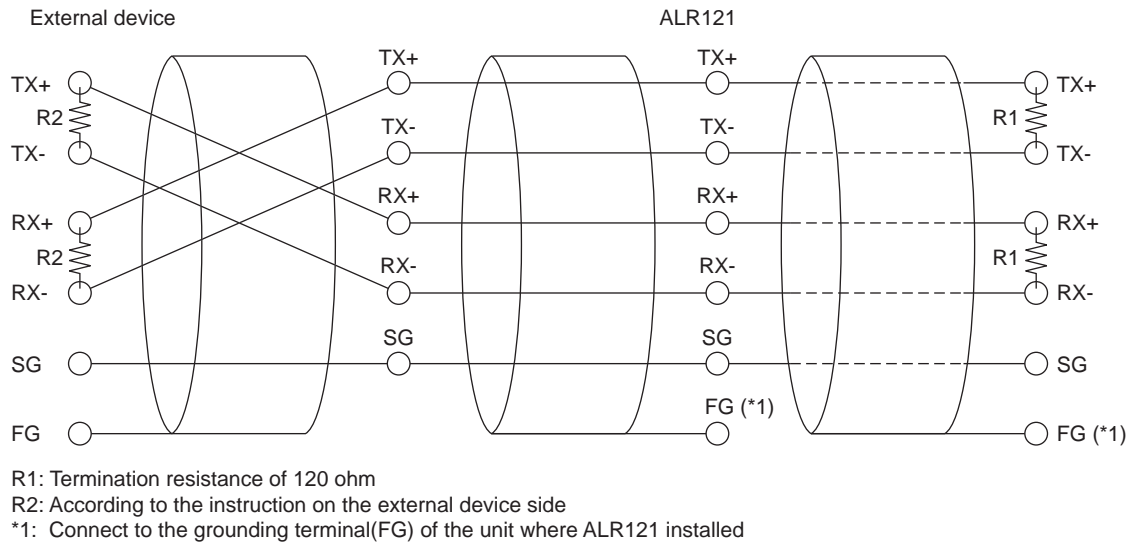 External device ALR121
TX+ TX+
TX+ TX+
R2 R1
TX- TX-
TX- TX-
RX+ RX+
RX+ RX+
R2 R1
RX- RX-
RX- RX-
SG SG
SG SG
FG (*1)
FG FG (*1)
R1: Termination resistance of 120 ohm
R2: According to the instruction on the external device side
*1: Connect to the grounding terminal(FG) of the unit where ALR121 installed